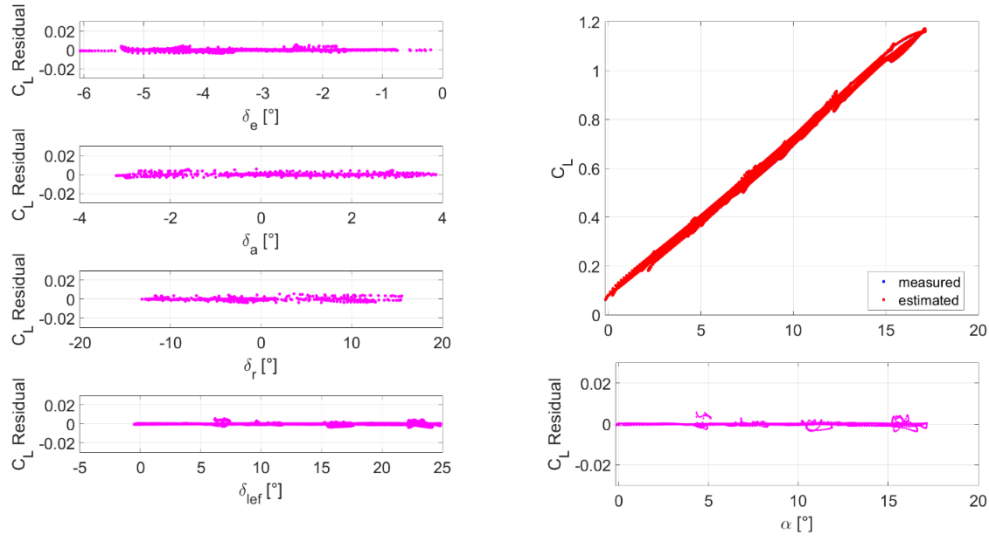 C_L Residual
0.02
0
-0.02
-6 -5 -4 -3 -2 -1 0
δ_e [°]
C_L Residual
0.02
0
-0.02
-4 -2 0 2 4
δ_a [°]
C_L Residual
0.02
0
-0.02
-20 -10 0 10 20
δ_r [°]
C_L Residual
0.02
0
-0.02
-5 0 5 10 15 20 25
δ_lef [°]
C_L
1.2
1
0.8
0.6
0.4
0.2
0
0 5 10 15 20
measured
estimated
C_L Residual
0.02
0
-0.02
0 5 10 15 20
α [°]